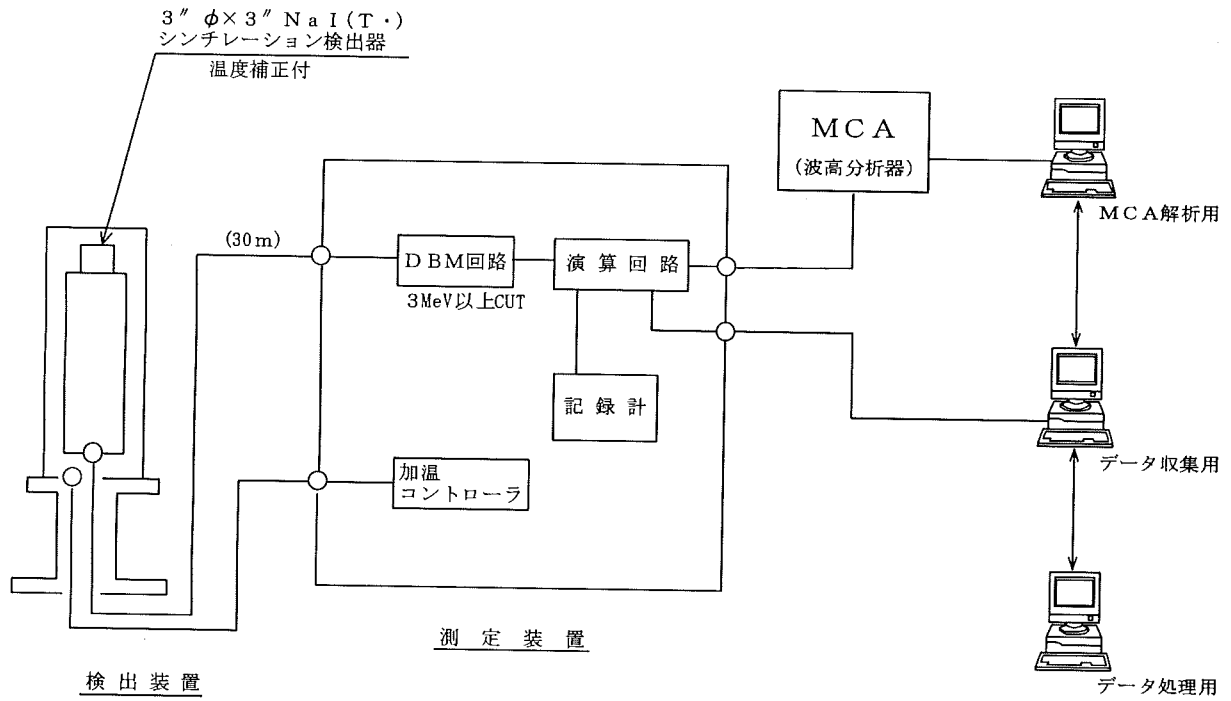 3″φ×3″NaI(T・)
シンチレーション検出器
温度補正付
MCA
(波高分析器)
MCA解析用
(30m)
DBM回路
3MeV以上CUT
演算回路
記録計
加温
コントローラ
データ収集用
測定装置
検出装置
データ処理用